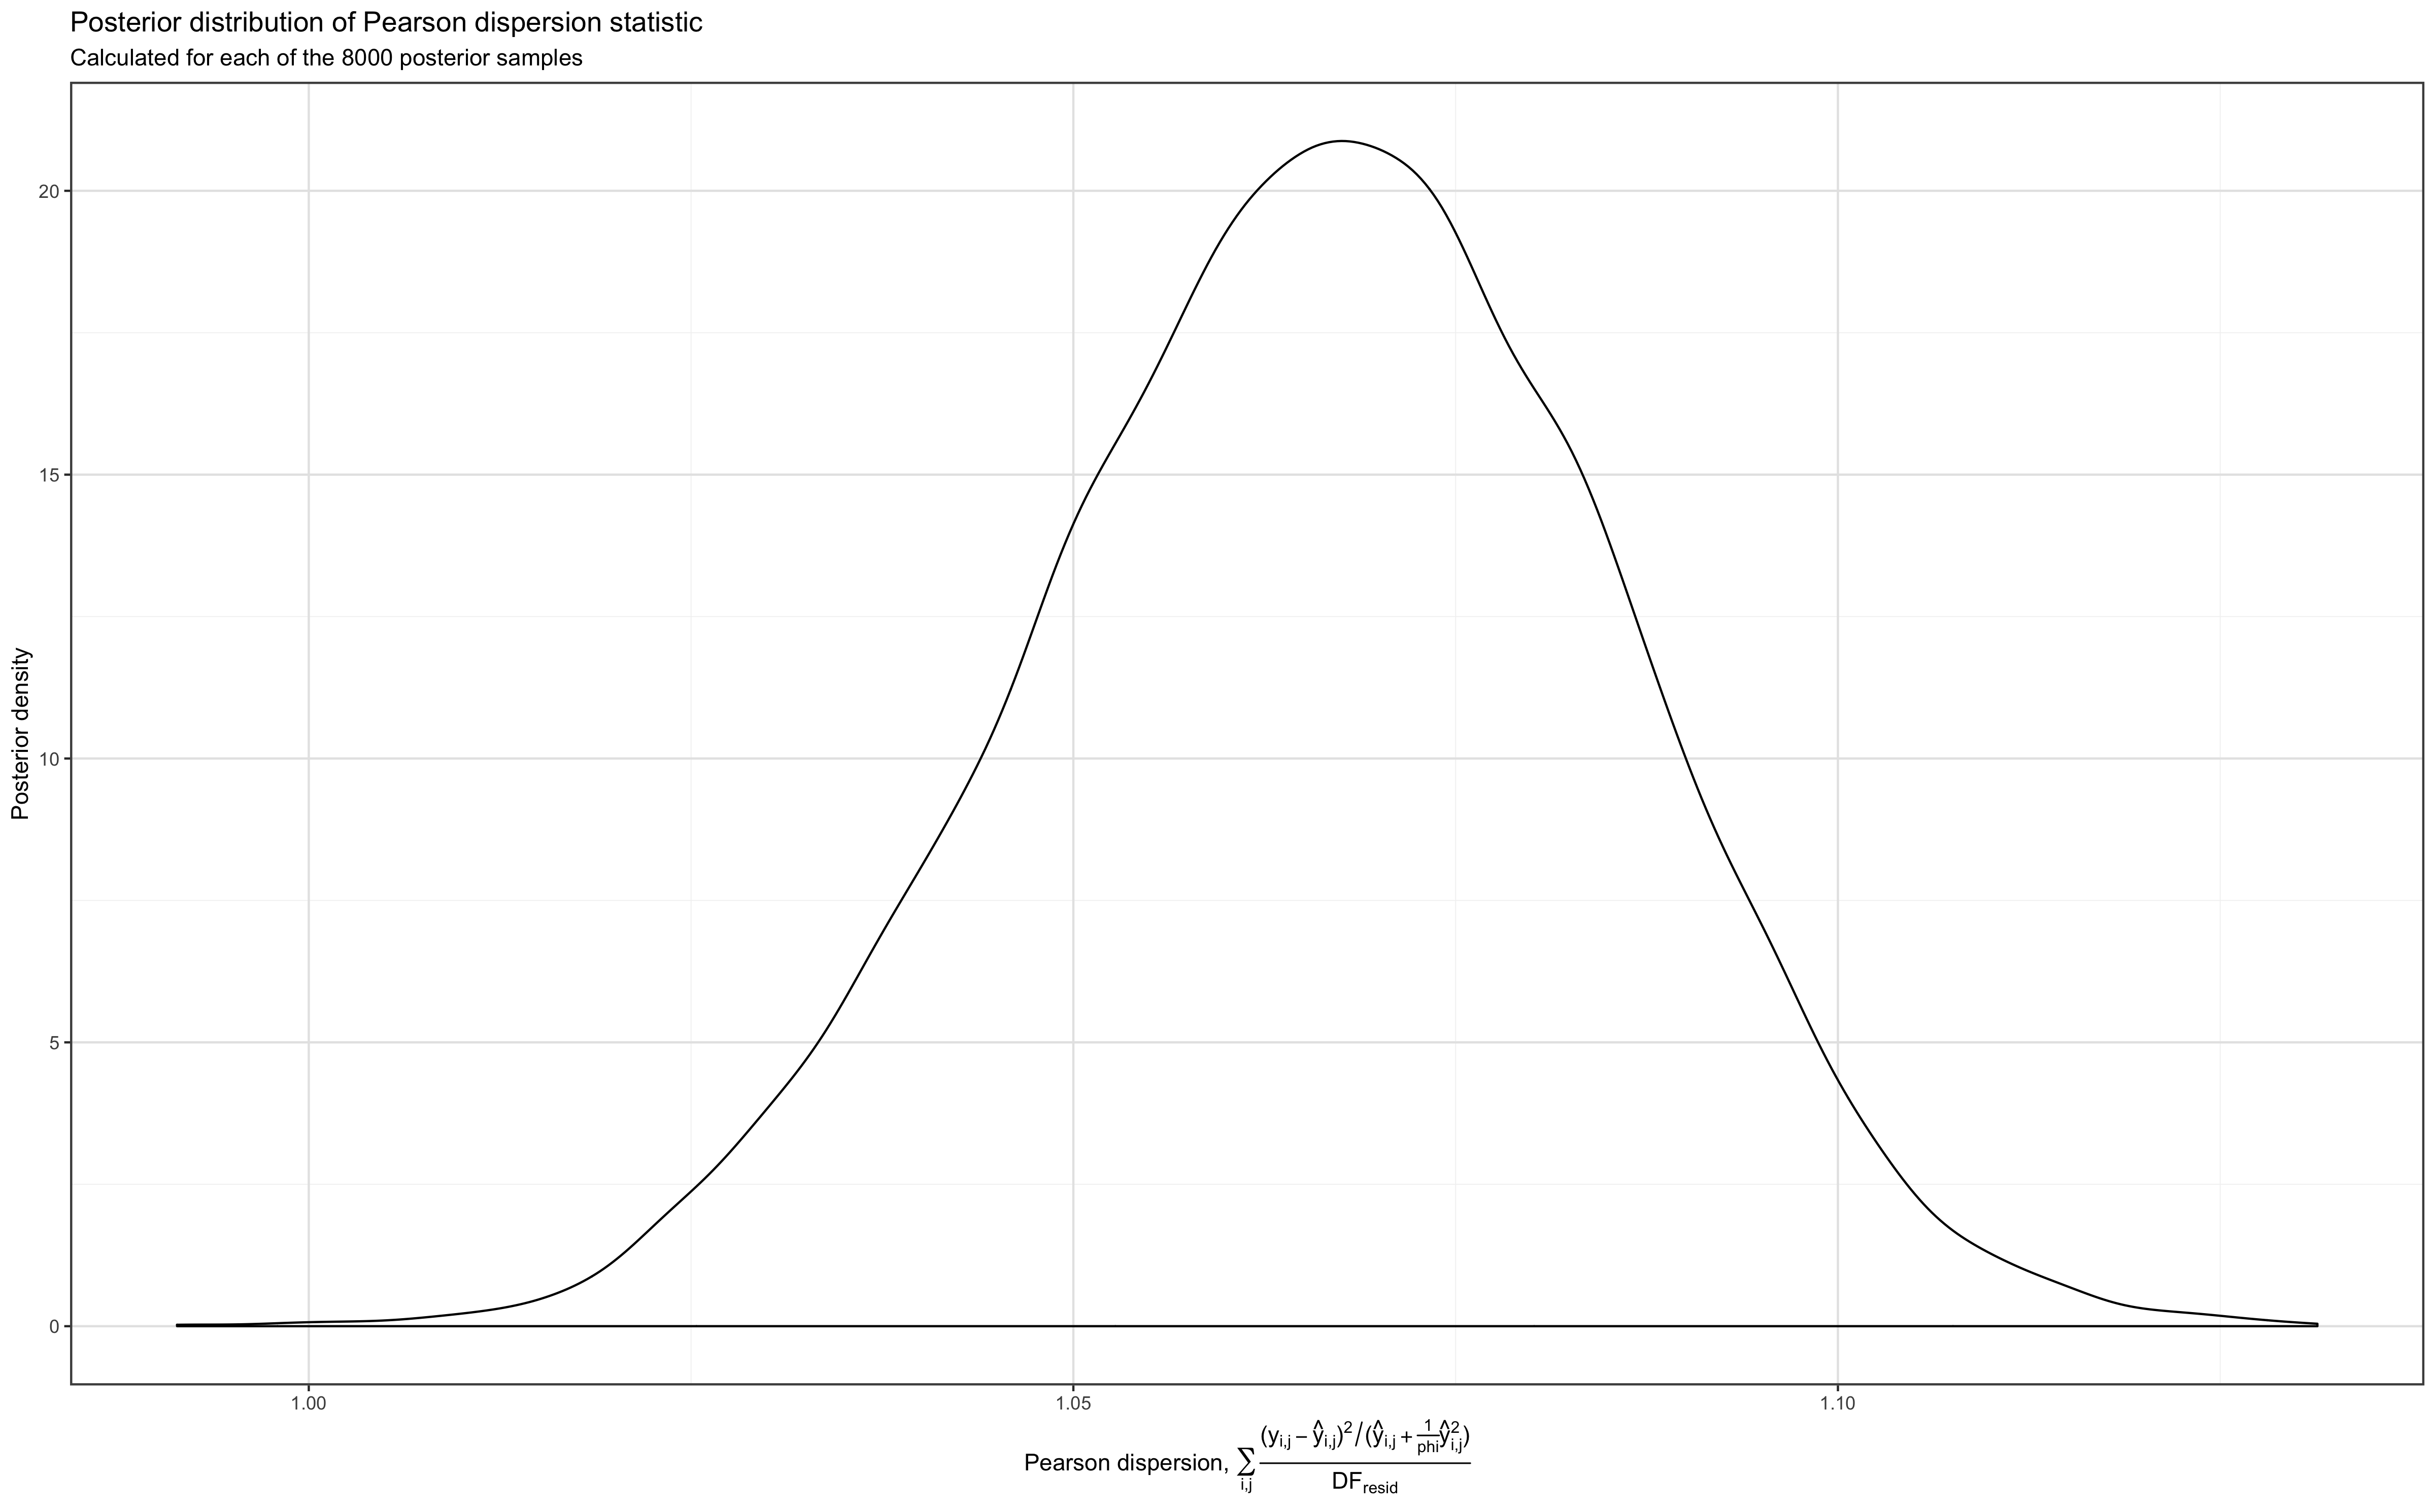 Posterior distribution of Pearson dispersion statistic
Calculated for each of the 8000 posterior samples
Posterior density
20
15
10
5
0
1.00 1.05 1.10
Pearson dispersion, ∑i,j (yi,j − ŷi,j)²/(ŷi,j + 1/phi ŷ²i,j) / DFresid